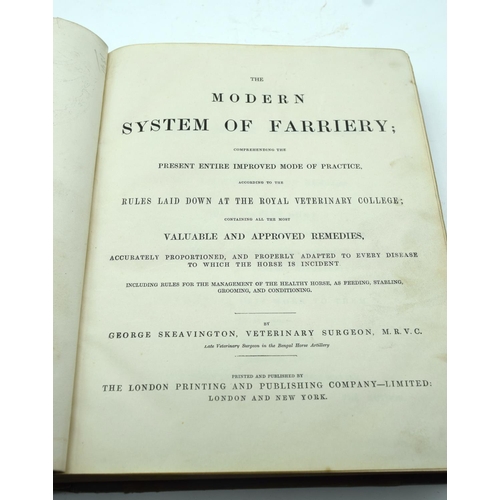 THE
MODERN
SYSTEM OF FARRIERY;
COMPREHENDING THE
PRESENT ENTIRE IMPROVED MODE OF PRACTICE,
ACCORDING TO THE
RULES LAID DOWN AT THE ROYAL VETERINARY COLLEGE;
CONTAINING ALL THE MOST
VALUABLE AND APPROVED REMEDIES,
ACCURATELY PROPORTIONED, AND PROPERLY ADAPTED TO EVERY DISEASE
TO WHICH THE HORSE IS INCIDENT
INCLUDING RULES FOR THE MANAGEMENT OF THE HEALTHY HORSE, AS FEEDING, STABLING,
GROOMING, AND CONDITIONING.
BY
GEORGE SKEAVINGTON, VETERINARY SURGEON, M.R.V.C.
Late Veterinary Surgeon in the Bengal Horse Artillery
PRINTED AND PUBLISHED BY
THE LONDON PRINTING AND PUBLISHING COMPANY—LIMITED:
LONDON AND NEW YORK.